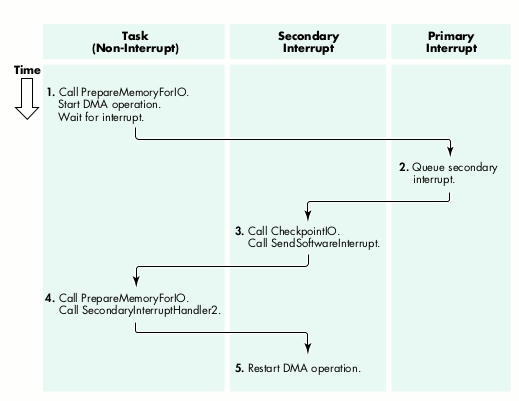 Task
(Non-Interrupt)
Secondary
Interrupt
Primary
Interrupt
Time
1. Call PrepareMemoryForIO.
Start DMA operation.
Wait for interrupt.
2. Queue secondary
interrupt.
3. Call CheckpointIO.
Call SendSoftwareInterrupt.
4. Call PrepareMemoryForIO.
Call SecondaryInterruptHandler2.
5. Restart DMA operation.